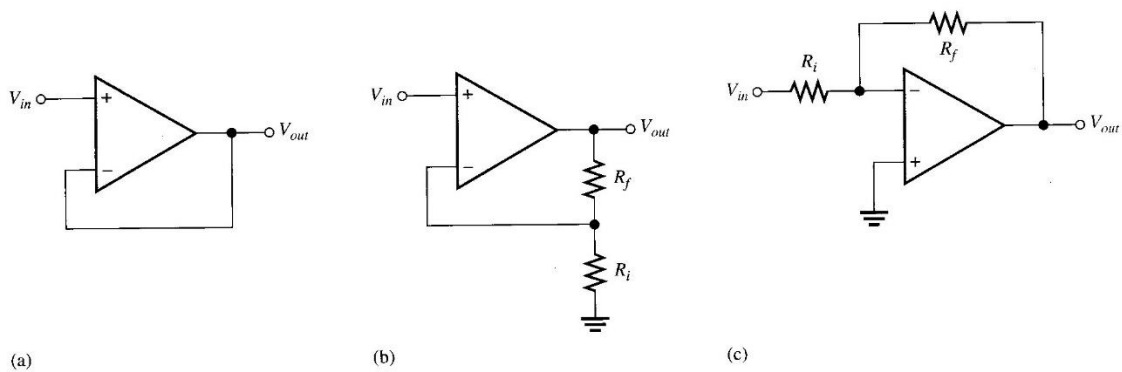 V_in
+
−
V_out
(a)
V_in
+
−
V_out
R_f
R_i
(b)
V_in
R_i
R_f
−
+
V_out
(c)